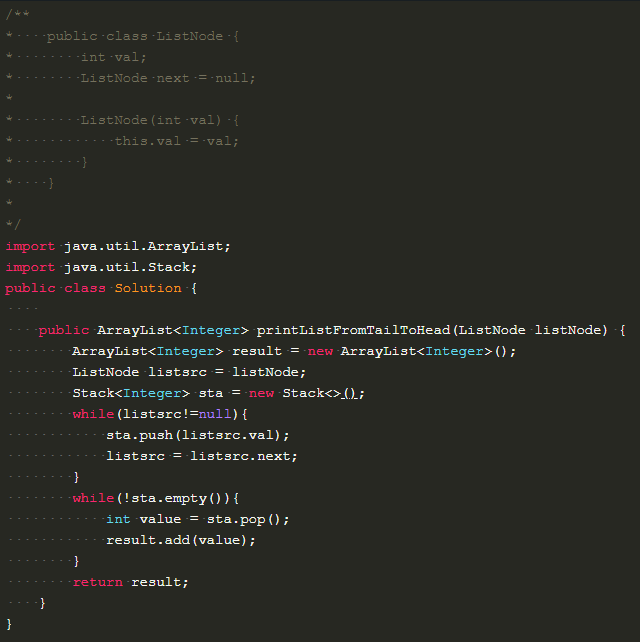 /**
*    public class ListNode {
*        int val;
*        ListNode next = null;
*
*        ListNode(int val) {
*            this.val = val;
*        }
*    }
*
*/
import java.util.ArrayList;
import java.util.Stack;
public class Solution {
    public ArrayList<Integer> printListFromTailToHead(ListNode listNode) {
        ArrayList<Integer> result = new ArrayList<Integer>();
        ListNode listsrc = listNode;
        Stack<Integer> sta = new Stack<>();
        while(listsrc!=null){
            sta.push(listsrc.val);
            listsrc = listsrc.next;
        }
        while(!sta.empty()){
            int value = sta.pop();
            result.add(value);
        }
        return result;
    }
}